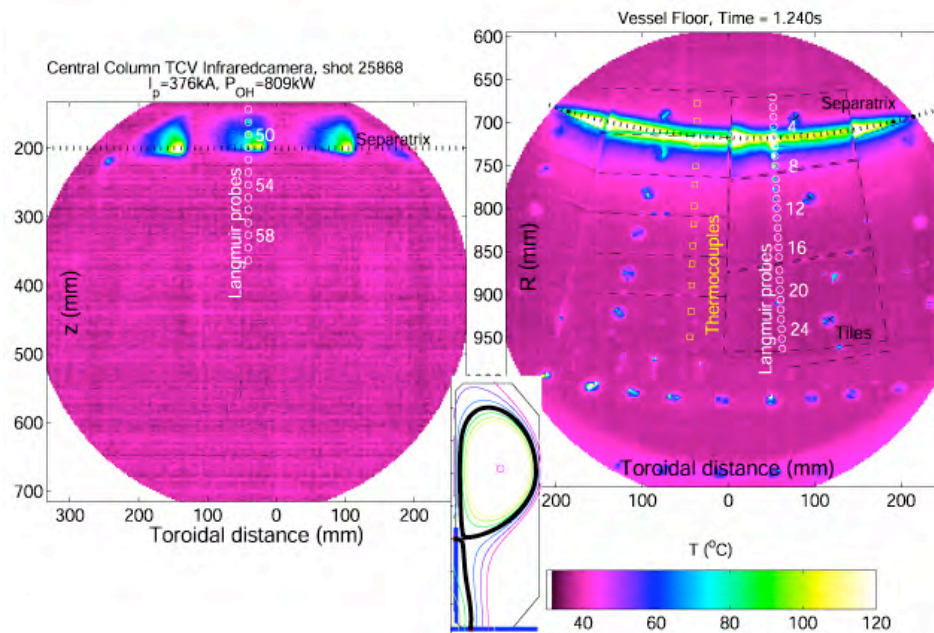 Central Column TCV Infraredcamera, shot 25868
Ip=376kA, POH=809kW
50
Separatrix
54
58
Langmuir probes
200
300
400
500
600
700
z (mm)
300 200 100 0 100 200
Toroidal distance (mm)
Vessel Floor, Time = 1.240s
Separatrix
4
8
12
16
20
24
Thermocouples
Langmuir probes
Tiles
600
650
700
750
800
850
900
950
R (mm)
Toroidal distance (mm)
200 100 0 100 200
T (°C)
40 60 80 100 120